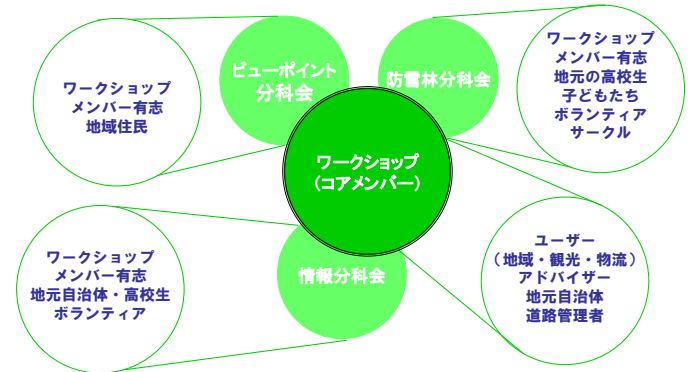 ワークショップ
メンバー有志
地域住民
ビューポイント
分科会
防雪林分科会
ワークショップ
メンバー有志
地元の高校生
子どもたち
ボランティア
サークル
ワークショップ
（コアメンバー）
ワークショップ
メンバー有志
地元自治体・高校生
ボランティア
情報分科会
ユーザー
（地域・観光・物流）
アドバイザー
地元自治体
道路管理者